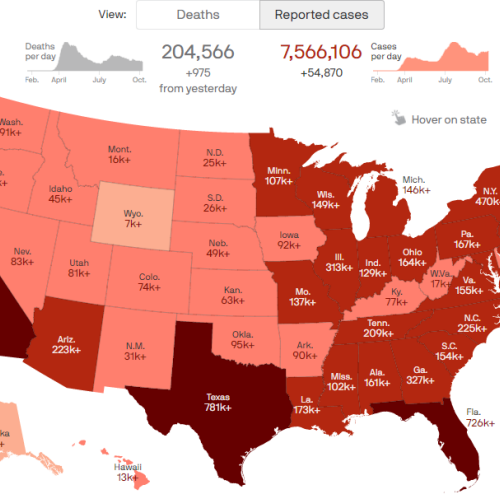 View:
Deaths
Reported cases
Deaths
per day
204,566
+975
from yesterday
7,566,106
+54,870
Cases
per day
Feb. April July Oct.
Feb. April July Oct.
Hover on state
Wash.
91k+
Mont.
16k+
N.D.
25k+
Minn.
107k+
Wis.
149k+
Mich.
146k+
N.Y.
470k+
Idaho
45k+
Wyo.
7k+
S.D.
26k+
Iowa
92k+
Pa.
167k+
Nev.
83k+
Utah
81k+
Colo.
74k+
Neb.
49k+
Kan.
63k+
Mo.
137k+
Ill.
313k+
Ind.
129k+
Ohio
164k+
W.Va.
17k+
Va.
155k+
Ky.
77k+
Ariz.
223k+
N.M.
31k+
Okla.
95k+
Ark.
90k+
Tenn.
209k+
N.C.
225k+
S.C.
154k+
Texas
781k+
La.
173k+
Miss.
102k+
Ala.
161k+
Ga.
327k+
Fla.
726k+
Hawaii
13k+